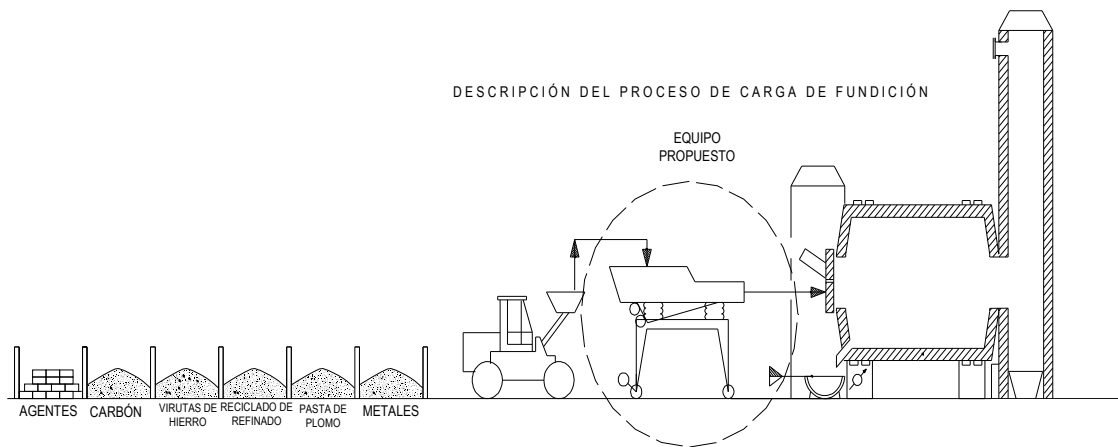 DESCRIPCIÓN DEL PROCESO DE CARGA DE FUNDICIÓN
EQUIPO
PROPUESTO
AGENTES
CARBÓN
VIRUTAS DE
HIERRO
RECICLADO DE
REFINADO
PASTA DE
PLOMO
METALES